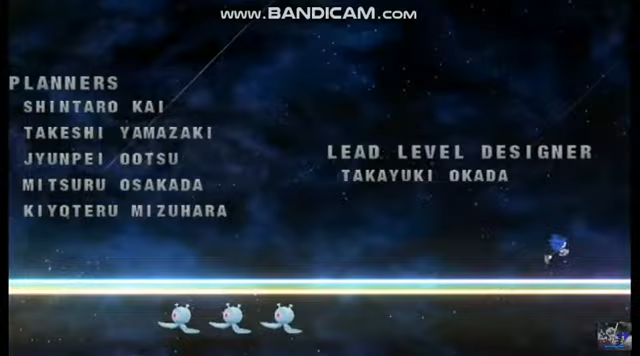 www.BANDICAM.com
PLANNERS
SHINTARO KAI
TAKESHI YAMAZAKI
JYUNPEI OOTSU
MITSURU OSAKADA
KIYOTERU MIZUHARA
LEAD LEVEL DESIGNER
TAKAYUKI OKADA